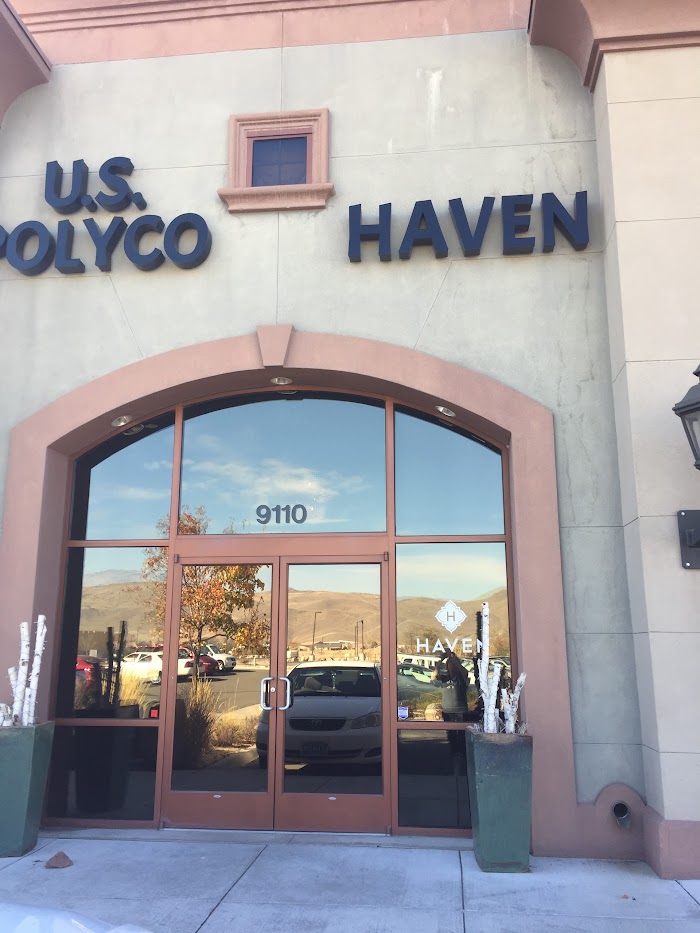 U.S.
POLYCO
HAVEN
9110
H
HAVEN